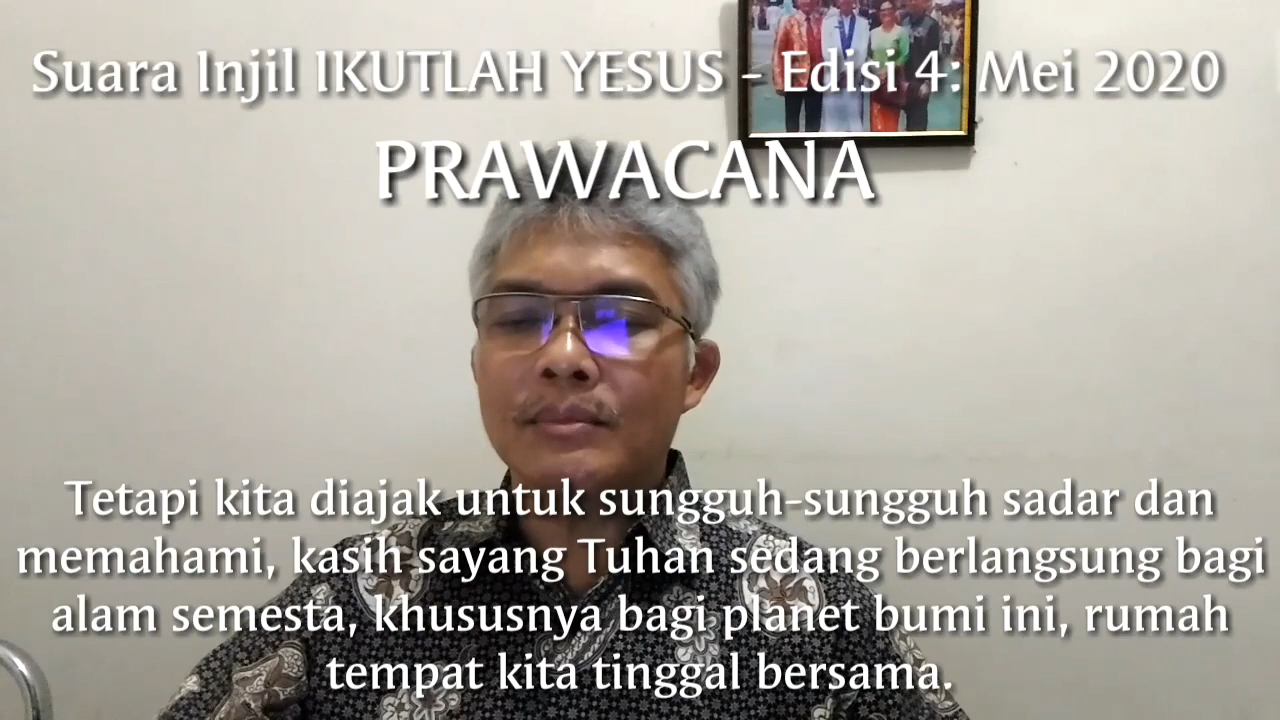 Suara Injil IKUTLAH YESUS - Edisi 4: Mei 2020
PRAWACANA
Tetapi kita diajak untuk sungguh-sungguh sadar dan
memahami, kasih sayang Tuhan sedang berlangsung bagi
alam semesta, khususnya bagi planet bumi ini, rumah
tempat kita tinggal bersama.